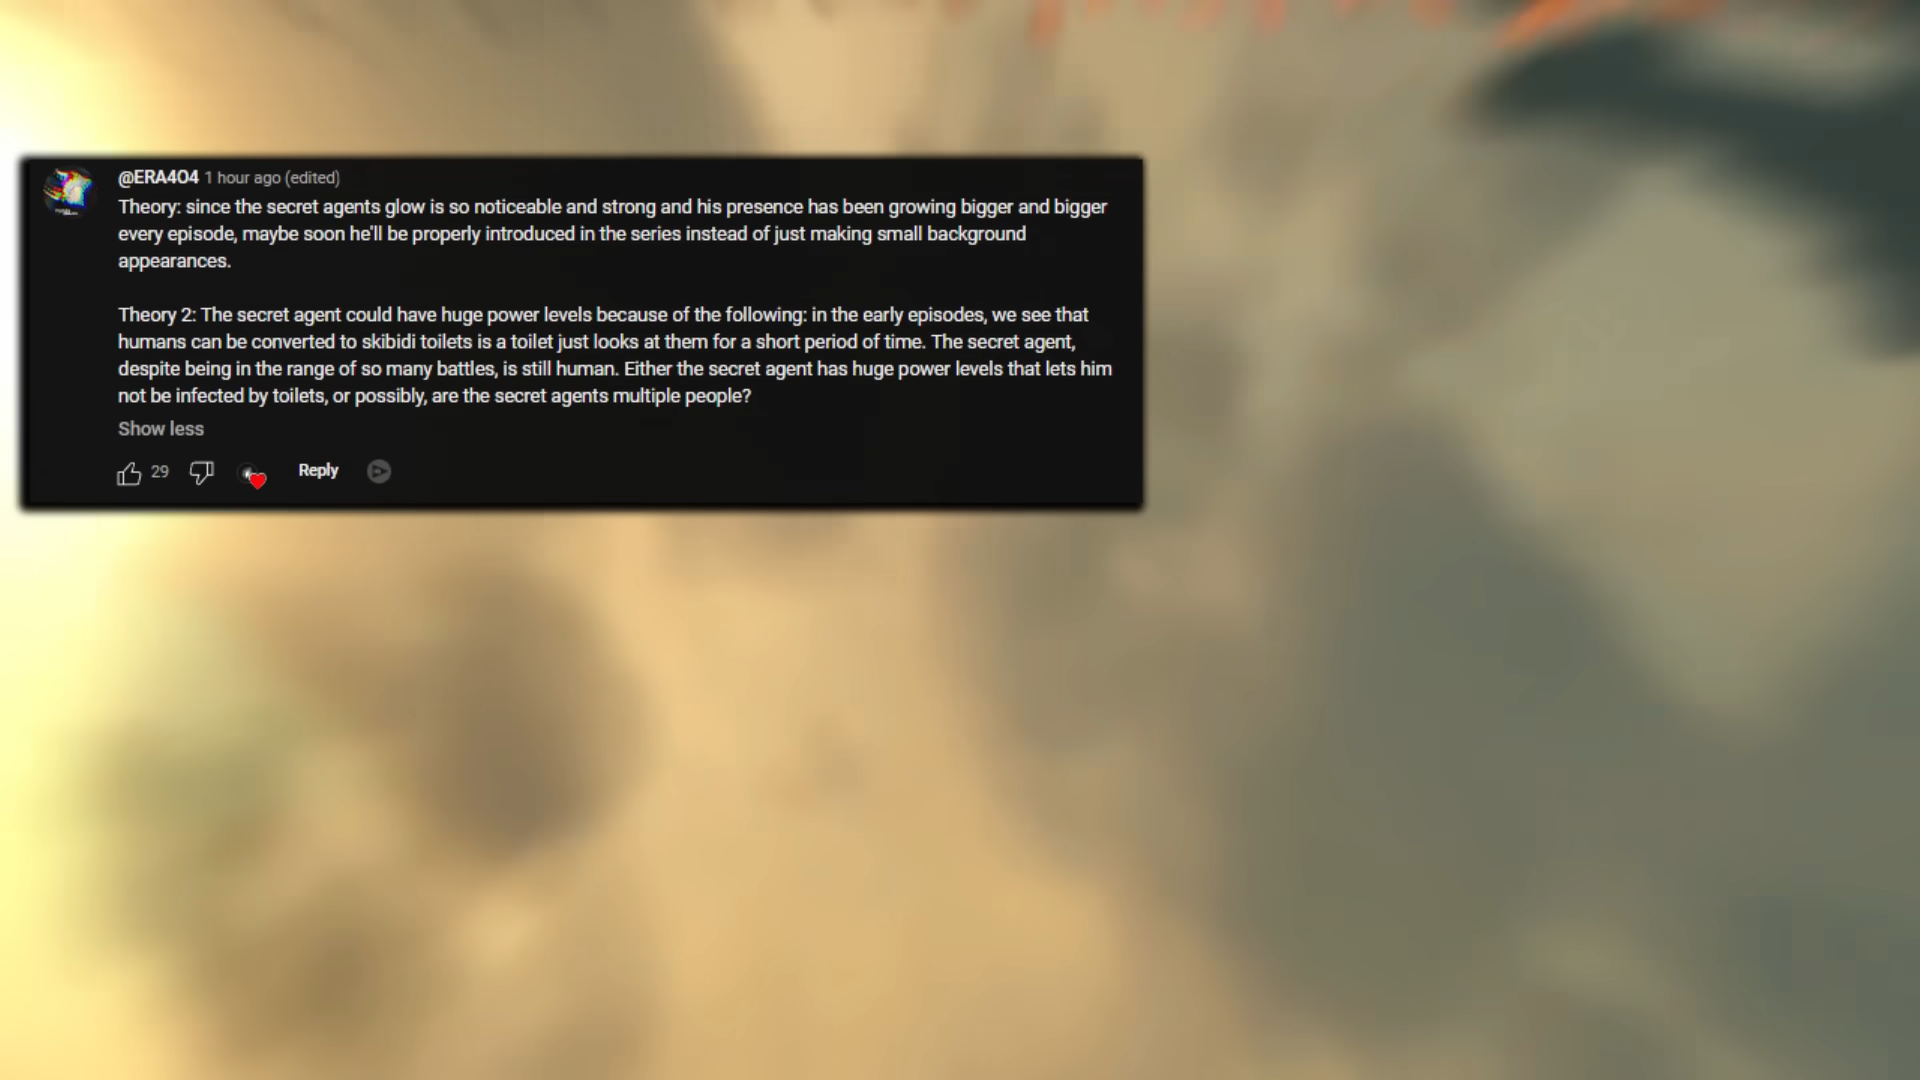 @ERA4O4 1 hour ago (edited)
Theory: since the secret agents glow is so noticeable and strong and his presence has been growing bigger and bigger
every episode, maybe soon he'll be properly introduced in the series instead of just making small background
appearances.
Theory 2: The secret agent could have huge power levels because of the following: in the early episodes, we see that
humans can be converted to skibidi toilets is a toilet just looks at them for a short period of time. The secret agent,
despite being in the range of so many battles, is still human. Either the secret agent has huge power levels that lets him
not be infected by toilets, or possibly, are the secret agents multiple people?
Show less
29 Reply